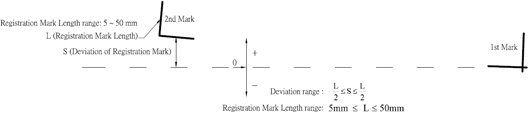 Registration Mark Length range: 5 ~ 50 mm
2nd Mark
L (Registration Mark Length)
S (Deviation of Registration Mark)
1st Mark
+
0
−
Deviation range : L/2 ≤S≤ L/2
Registration Mark Length range: 5mm ≤ L ≤ 50mm